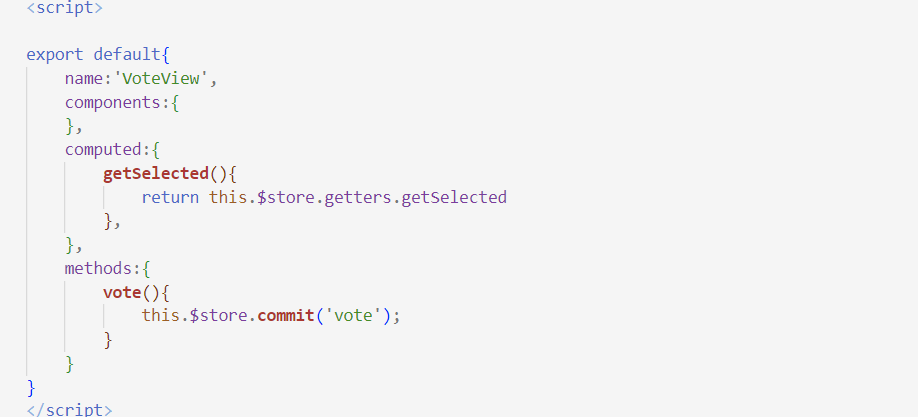 <script>
export default{
name:'VoteView',
components:{
},
computed:{
getSelected(){
return this.$store.getters.getSelected
},
},
methods:{
vote(){
this.$store.commit('vote');
}
}
}
</script>